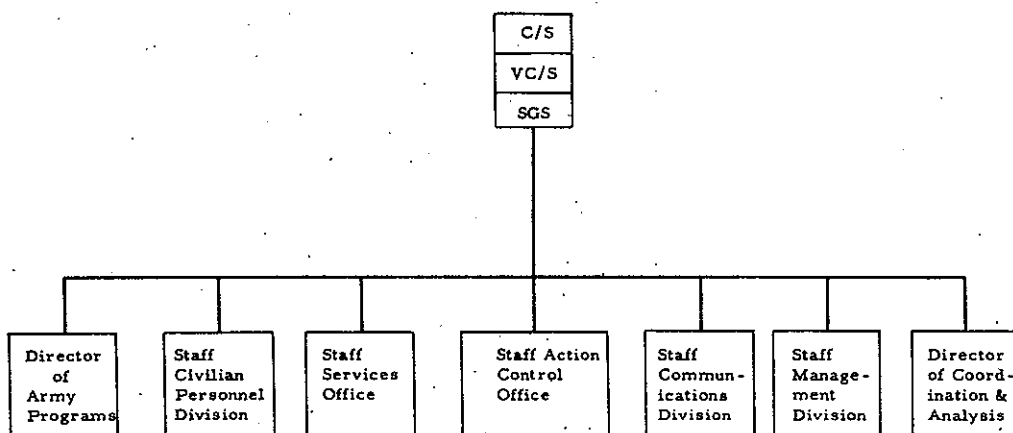 C/S
VC/S
SGS
Director
of
Army
Programs
Staff
Civilian
Personnel
Division
Staff
Services
Office
Staff Action
Control
Office
Staff
Commun-
ications
Division
Staff
Manage-
ment
Division
Director
of Coord-
ination &
Analysis